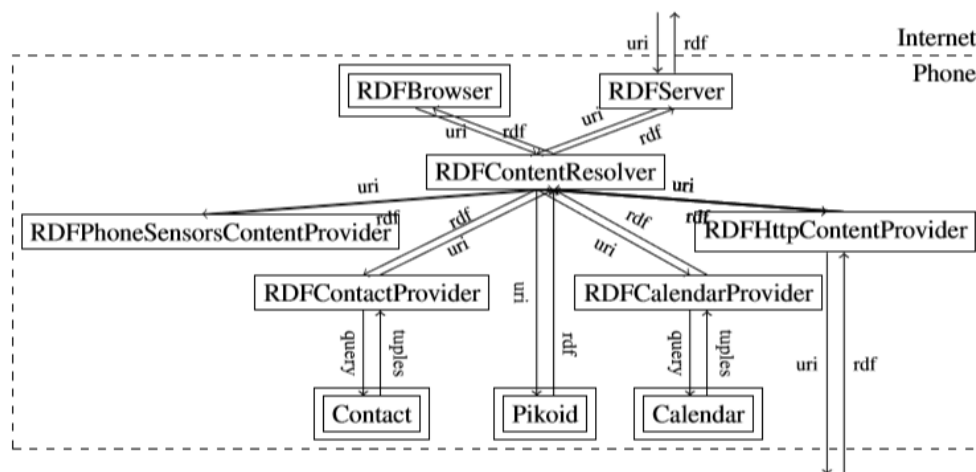 Internet
uri
rdf
Phone
RDFBrowser
RDFServer
uri
rdf
uri
rdf
RDFContentResolver
uri
uri
rdf
rdf
rdf
rdf
RDFPhoneSensorsContentProvider
RDFHttpContentProvider
uri
uri
RDFContactProvider
RDFCalendarProvider
uri
rdf
query
tuples
query
tuples
uri
rdf
Contact
Pikoid
Calendar